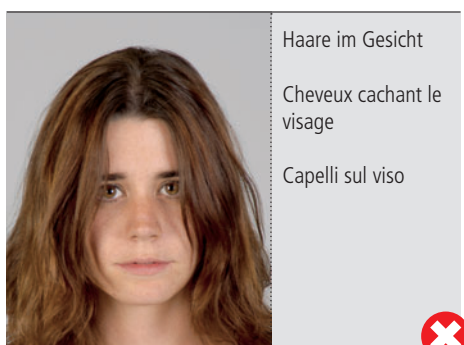 Haare im Gesicht
Cheveux cachant le
visage
Capelli sul viso